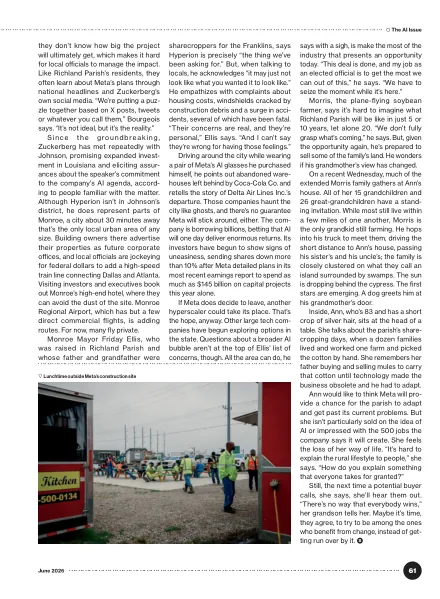 The AI Issue
they don't know how big the project
will ultimately get, which makes it hard
for local officials to manage the impact.
Like Richland Parish's residents, they
often learn about Meta's plans through
national headlines and Zuckerberg's
own social media. "We're putting a puz-
zle together based on X posts, tweets
or whatever you call them," Bourgeois
says. "It's not ideal, but it's the reality."
Since the groundbreaking,
Zuckerberg has met repeatedly with
Johnson, promising expanded invest-
ment in Louisiana and eliciting assur-
ances about the speaker's commitment
to the company's AI agenda, accord-
ing to people familiar with the matter.
Although Hyperion isn't in Johnson's
district, he does represent parts of
Monroe, a city about 30 minutes away
that's the only local urban area of any
size. Building owners there advertise
their properties as future corporate
offices, and local officials are jockeying
for federal dollars to add a high-speed
train line connecting Dallas and Atlanta.
Visiting investors and executives book
out Monroe's high-end hotel, where they
can avoid the dust of the site. Monroe
Regional Airport, which has but a few
direct commercial flights, is adding
routes. For now, many fly private.
Monroe Mayor Friday Ellis, who
was raised in Richland Parish and
whose father and grandfather were
sharecroppers for the Franklins, says
Hyperion is precisely "the thing we've
been asking for." But, when talking to
locals, he acknowledges "it may just not
look like what you wanted it to look like."
He empathizes with complaints about
housing costs, windshields cracked by
construction debris and a surge in acci-
dents, several of which have been fatal.
"Their concerns are real, and they're
personal," Ellis says. "And I can't say
they're wrong for having those feelings."
Driving around the city while wearing
a pair of Meta's AI glasses he purchased
himself, he points out abandoned ware-
houses left behind by Coca-Cola Co. and
retells the story of Delta Air Lines Inc.'s
departure. Those companies haunt the
city like ghosts, and there's no guarantee
Meta will stick around, either. The com-
pany is borrowing billions, betting that AI
will one day deliver enormous returns. Its
investors have begun to show signs of
uneasiness, sending shares down more
than 10% after Meta detailed plans in its
most recent earnings report to spend as
much as $145 billion on capital projects
this year alone.
If Meta does decide to leave, another
hyperscaler could take its place. That's
the hope, anyway. Other large tech com-
panies have begun exploring options in
the state. Questions about a broader AI
bubble aren't at the top of Ellis' list of
concerns, though. All the area can do, he
says with a sigh, is make the most of the
industry that presents an opportunity
today. "This deal is done, and my job as
an elected official is to get the most we
can out of this," he says. "We have to
seize the moment while it's here."
Morris, the plane-flying soybean
farmer, says it's hard to imagine what
Richland Parish will be like in just 5 or
10 years, let alone 20. "We don't fully
grasp what's coming," he says. But, given
the opportunity again, he's prepared to
sell some of the family's land. He wonders
if his grandmother's view has changed.
On a recent Wednesday, much of the
extended Morris family gathers at Ann's
house. All of her 15 grandchildren and
26 great-grandchildren have a stand-
ing invitation. While most still live within
a few miles of one another, Morris is
the only grandkid still farming. He hops
into his truck to meet them, driving the
short distance to Ann's house, passing
his sister's and his uncle's; the family is
closely clustered on what they call an
island surrounded by swamps. The sun
is dropping behind the cypress. The first
stars are emerging. A dog greets him at
his grandmother's door.
Inside, Ann, who's 83 and has a short
crop of silver hair, sits at the head of a
table. She talks about the parish's share-
cropping days, when a dozen families
lived and worked one farm and picked
the cotton by hand. She remembers her
father buying and selling mules to carry
that cotton until technology made the
business obsolete and he had to adapt.
Ann would like to think Meta will pro-
vide a chance for the parish to adapt
and get past its current problems. But
she isn't particularly sold on the idea of
AI or impressed with the 500 jobs the
company says it will create. She feels
the loss of her way of life. "It's hard to
explain the rural lifestyle to people," she
says. "How do you explain something
that everyone takes for granted?"
Still, the next time a potential buyer
calls, she says, she'll hear them out.
"There's no way that everybody wins,"
her grandson tells her. Maybe it's time,
they agree, to try to be among the ones
who benefit from change, instead of get-
ting run over by it.
Lunchtime outside Meta's construction site
Kitchen
500-0134
June 2026
61